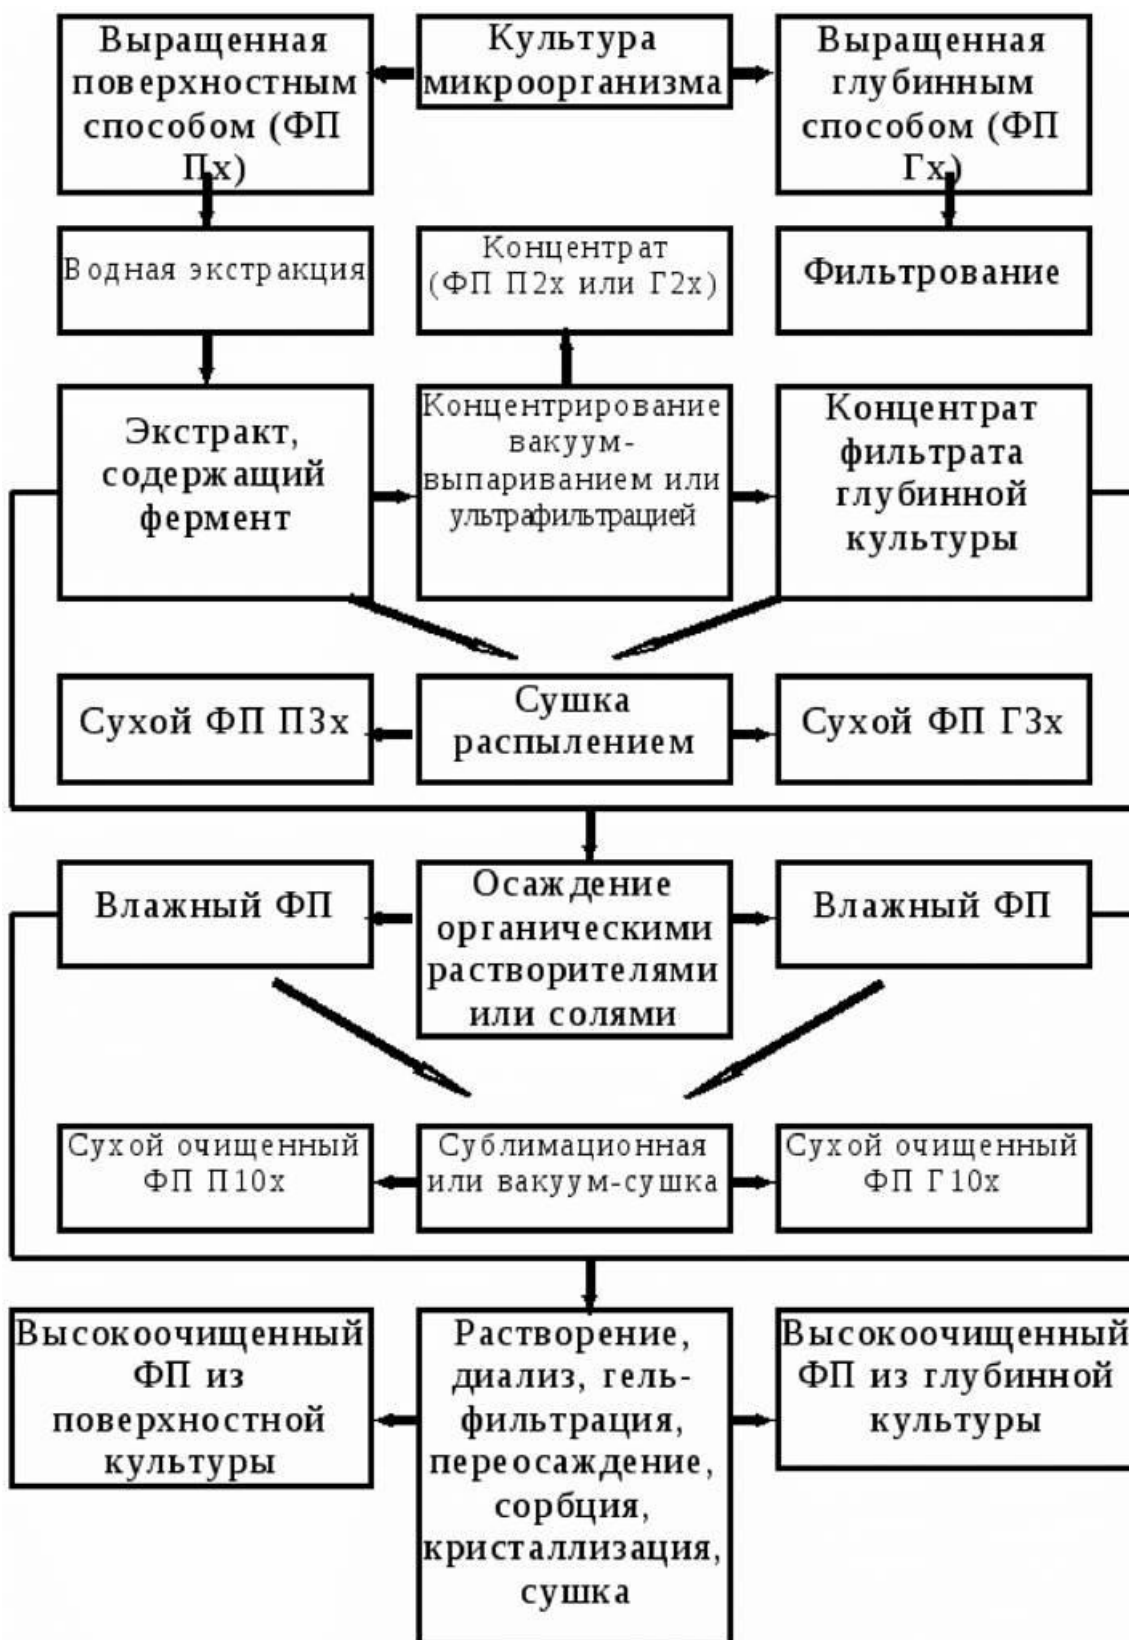 Выращенная
поверхностным
способом (ФП
Пх)
Культура
микроорганизма
Выращенная
глубинным
способом (ФП
Гх)
Водная экстракция
Концентрат
(ФП П2х или Г2х)
Фильтрование
Экстракт,
содержащий
фермент
Концентрирование
вакуум-
выпариванием или
ультрафильтрацией
Концентрат
фильтрата
глубинной
культуры
Сухой ФП П3х
Сушка
распылением
Сухой ФП Г3х
Влажный ФП
Осаждение
органическими
растворителями
или солями
Влажный ФП
Сухой очищенный
ФП П10х
Сублимационная
или вакуум-сушка
Сухой очищенный
ФП Г10х
Высокоочищенный
ФП из
поверхностной
культуры
Растворение,
диализ, гель-
фильтрация,
переосаждение,
сорбция,
кристаллизация,
сушка
Высокоочищенный
ФП из глубинной
культуры